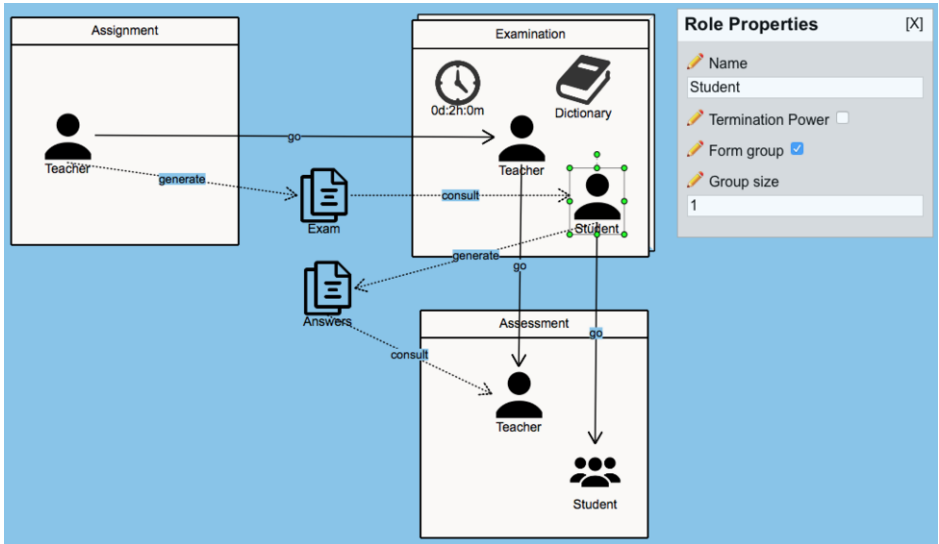 Assignment
Teacher
go
generate
Exam
consult
Examination
0d:2h:0m
Dictionary
Teacher
Student
generate
go
go
Answers
consult
Assessment
Teacher
Student
Role Properties [X]
Name
Student
Termination Power
Form group
Group size
1